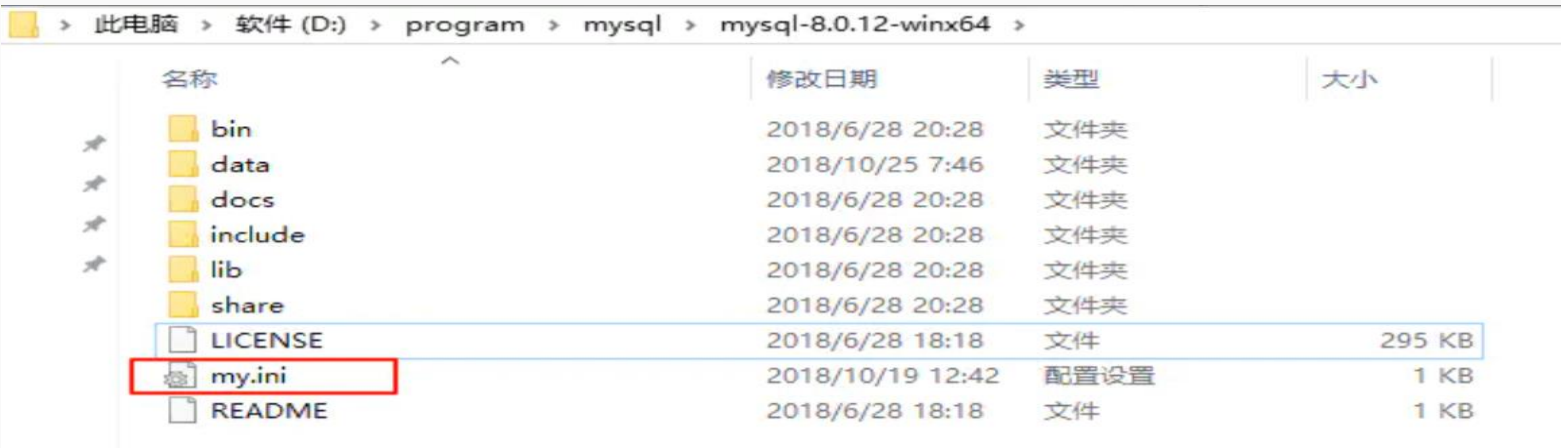 此电脑 > 软件 (D:) > program > mysql > mysql-8.0.12-winx64 >
名称 修改日期 类型 大小
bin 2018/6/28 20:28 文件夹
data 2018/10/25 7:46 文件夹
docs 2018/6/28 20:28 文件夹
include 2018/6/28 20:28 文件夹
lib 2018/6/28 20:28 文件夹
share 2018/6/28 20:28 文件夹
LICENSE 2018/6/28 18:18 文件 295 KB
my.ini 2018/10/19 12:42 配置设置 1 KB
README 2018/6/28 18:18 文件 1 KB